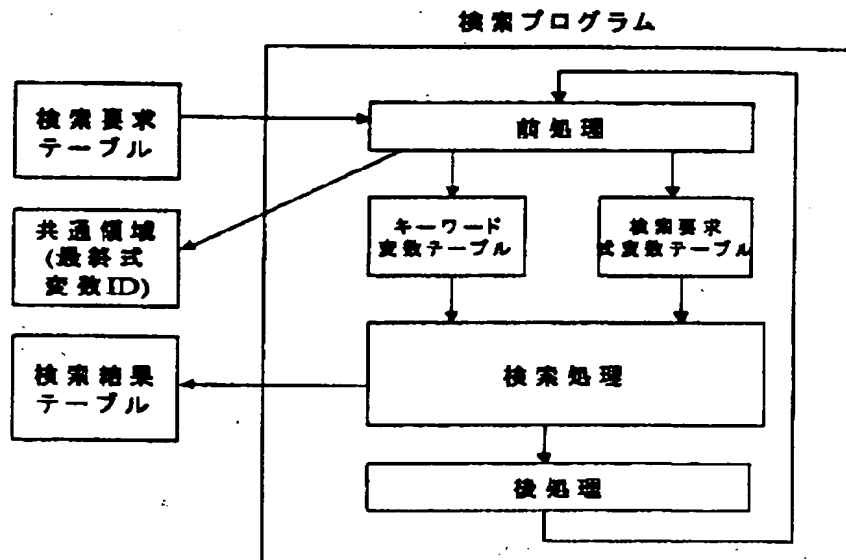 検索プログラム
検索要求
テーブル
前処理
共通領域
(最終式
変数ID)
キーワード
変数テーブル
検索要求
式変数テーブル
検索結果
テーブル
検索処理
後処理